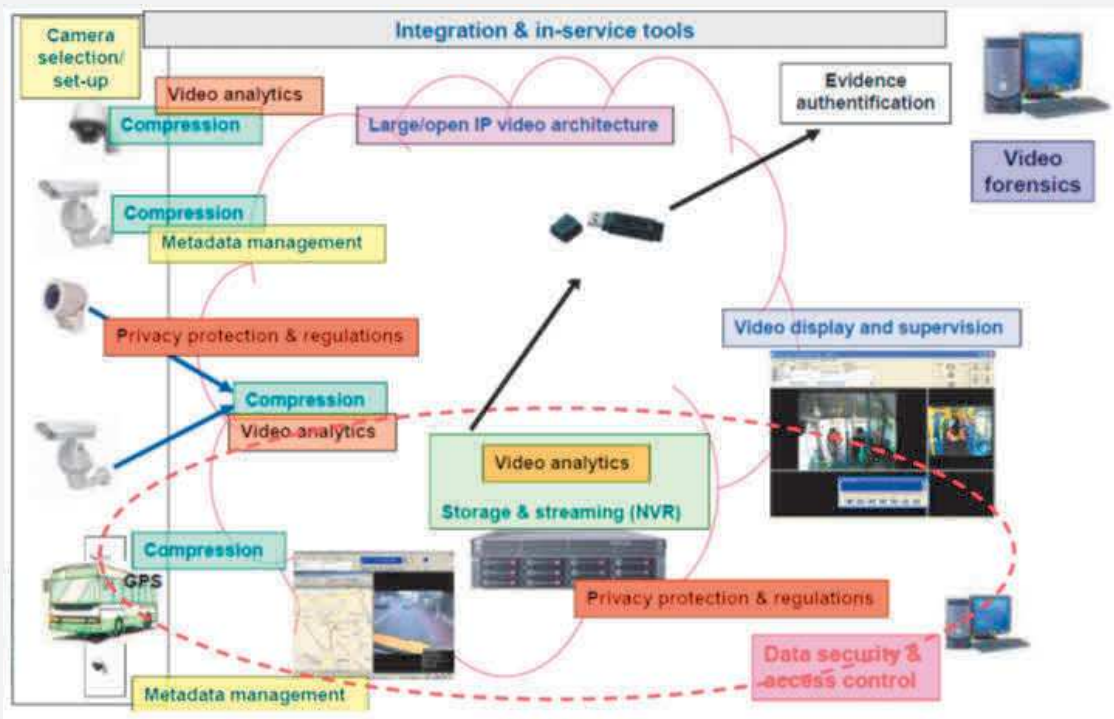 Camera
selection/
set-up
Integration & in-service tools
Video analytics
Compression
Large/open IP video architecture
Evidence
authentification
Video
forensics
Compression
Metadata management
Privacy protection & regulations
Video display and supervision
Compression
Video analytics
Video analytics
Storage & streaming (NVR)
Compression
GPS
Privacy protection & regulations
Data security &
access control
Metadata management